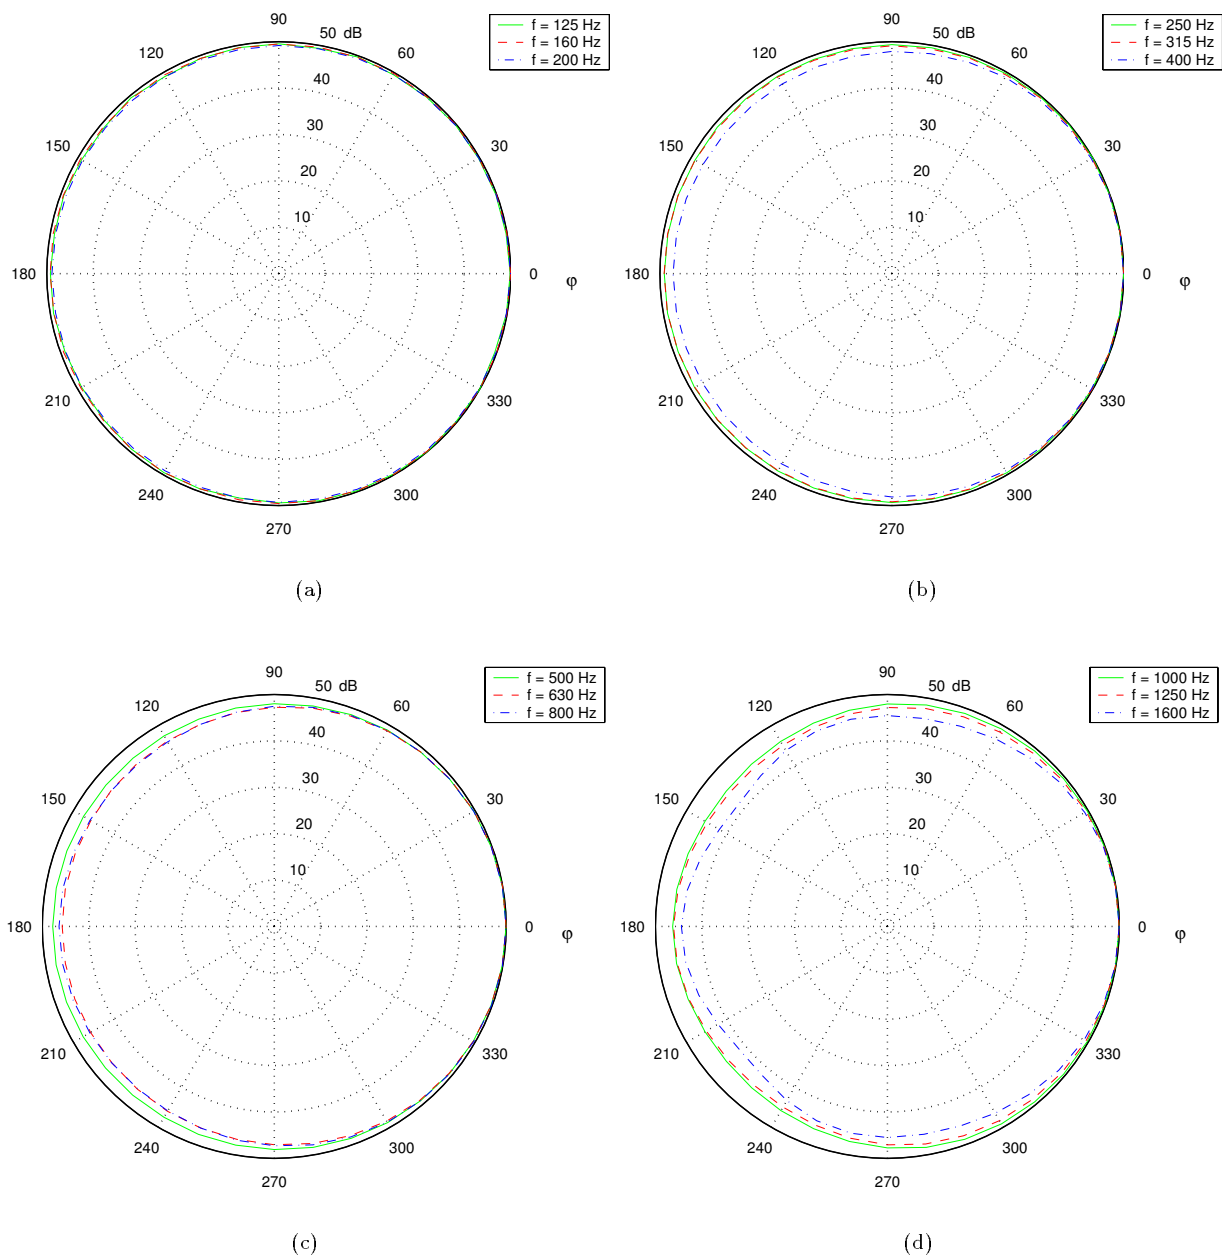 90
50 dB
60
120
40
30
150
30
20
10
180
0
φ
210
330
240
300
270
f = 125 Hz
f = 160 Hz
f = 200 Hz
(a)
90
50 dB
60
120
40
30
150
30
20
10
180
0
φ
210
330
240
300
270
f = 250 Hz
f = 315 Hz
f = 400 Hz
(b)
90
50 dB
60
120
40
30
150
30
20
10
180
0
φ
210
330
240
300
270
f = 500 Hz
f = 630 Hz
f = 800 Hz
(c)
90
50 dB
60
120
40
30
150
30
20
10
180
0
φ
210
330
240
300
270
f = 1000 Hz
f = 1250 Hz
f = 1600 Hz
(d)